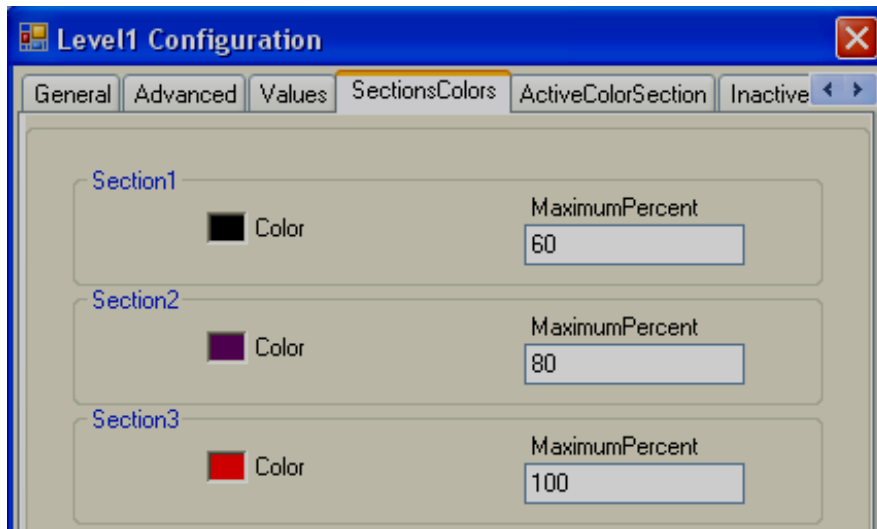 Level1 Configuration
General Advanced Values SectionsColors ActiveColorSection Inactive
Section1
Color
MaximumPercent
60
Section2
Color
MaximumPercent
80
Section3
Color
MaximumPercent
100